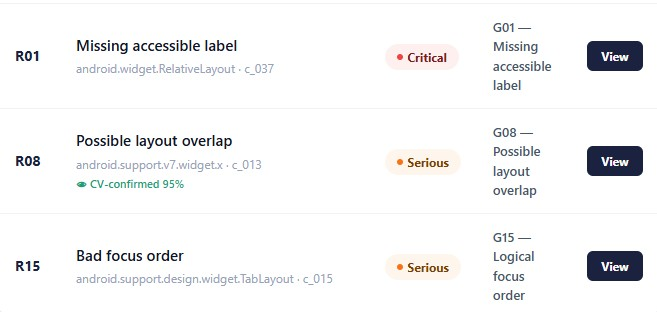 G01 —
R01
Missing accessible label
Missing
Critical
View
android.widget.RelativeLayout · c_037
accessible
label
G08 —
Possible layout overlap
Possible
R08
android.support.v7.widget.x · c_013
Serious
View
layout
CV-confirmed 95%
overlap
G15 —
Bad focus order
Logical
R15
Serious
View
android.support.design.widget.TabLayout · c_015
focus
order